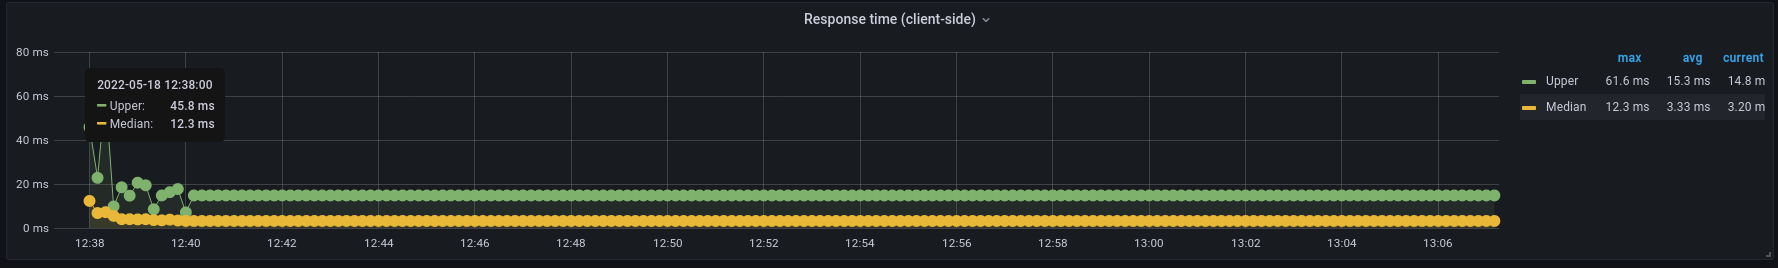 Response time (client-side)
80 ms
60 ms
40 ms
20 ms
0 ms
2022-05-18 12:38:00
Upper: 45.8 ms
Median: 12.3 ms
12:38 12:40 12:42 12:44 12:46 12:48 12:50 12:52 12:54 12:56 12:58 13:00 13:02 13:04 13:06
max avg current
Upper 61.6 ms 15.3 ms 14.8 m
Median 12.3 ms 3.33 ms 3.20 m